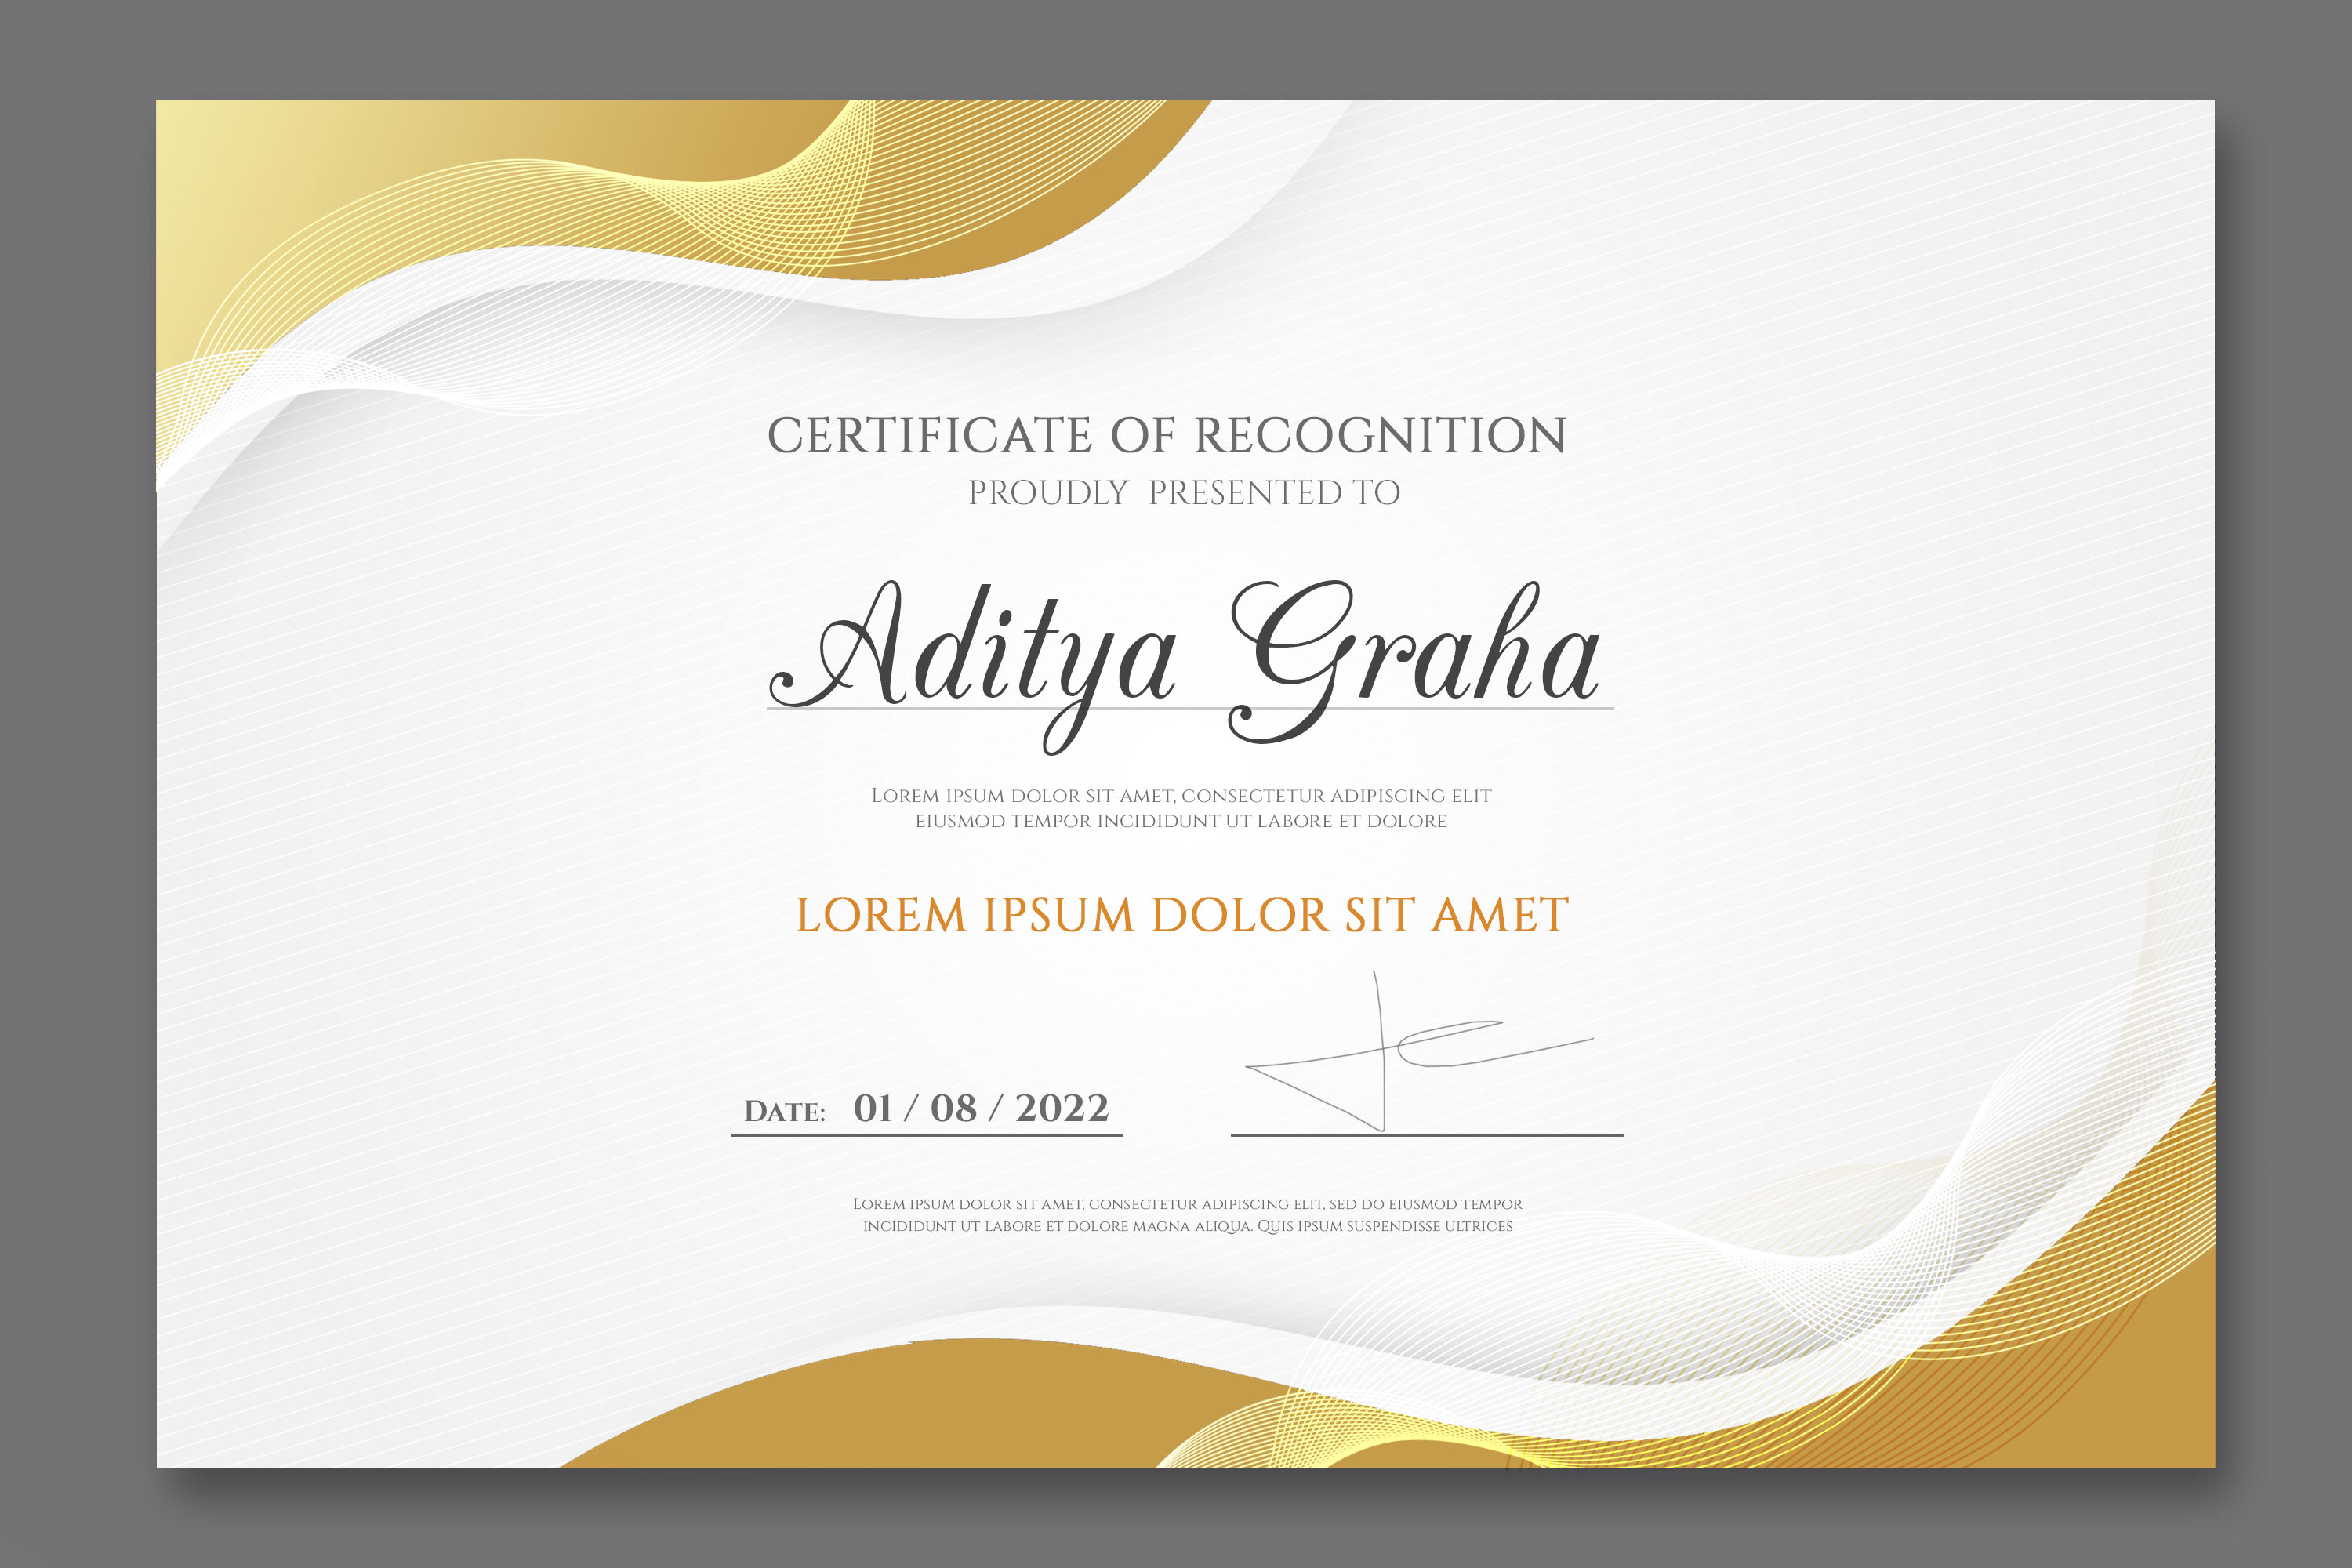 CERTIFICATE OF RECOGNITION
PROUDLY PRESENTED TO
Aditya Graha
LOREM IPSUM DOLOR SIT AMET, CONSECTETUR ADIPISCING ELIT
EIUSMOD TEMPOR INCIDIDUNT UT LABORE ET DOLORE
LOREM IPSUM DOLOR SIT AMET
DATE: 01 / 08 / 2022
LOREM IPSUM DOLOR SIT AMET, CONSECTETUR ADIPISCING ELIT, SED DO EIUSMOD TEMPOR
INCIDIDUNT UT LABORE ET DOLORE MAGNA ALIQUA. QUIS IPSUM SUSPENDISSE ULTRICES